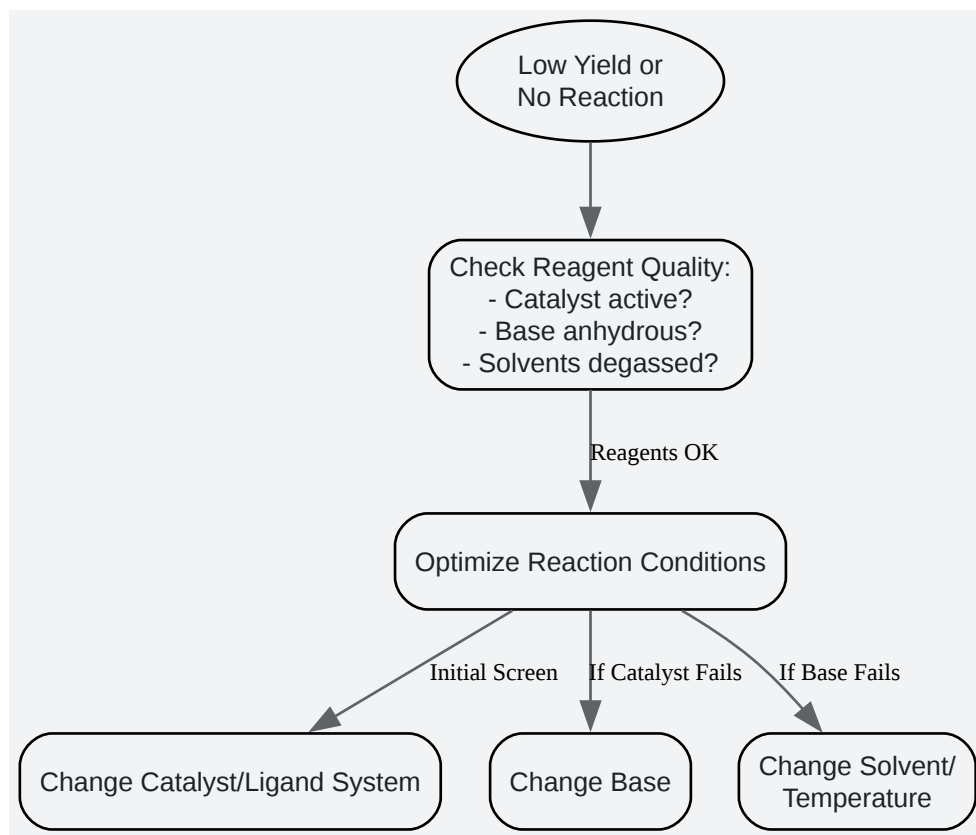 Low Yield or
No Reaction
Check Reagent Quality:
- Catalyst active?
- Base anhydrous?
- Solvents degassed?
Reagents OK
Optimize Reaction Conditions
Initial Screen
If Catalyst Fails
If Base Fails
Change Catalyst/Ligand System
Change Base
Change Solvent/
Temperature